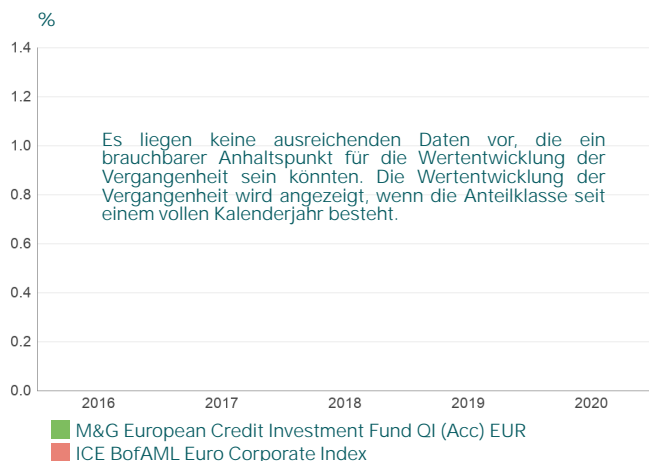 %
1.4
1.2
1.0
0.8
0.6
0.4
0.2
0.0
Es liegen keine ausreichenden Daten vor, die ein
brauchbarer Anhaltspunkt für die Wertentwicklung der
Vergangenheit sein könnten. Die Wertentwicklung der
Vergangenheit wird angezeigt, wenn die Anteilklasse seit
einem vollen Kalenderjahr besteht.
2016 2017 2018 2019 2020
M&G European Credit Investment Fund QI (Acc) EUR
ICE BofAML Euro Corporate Index